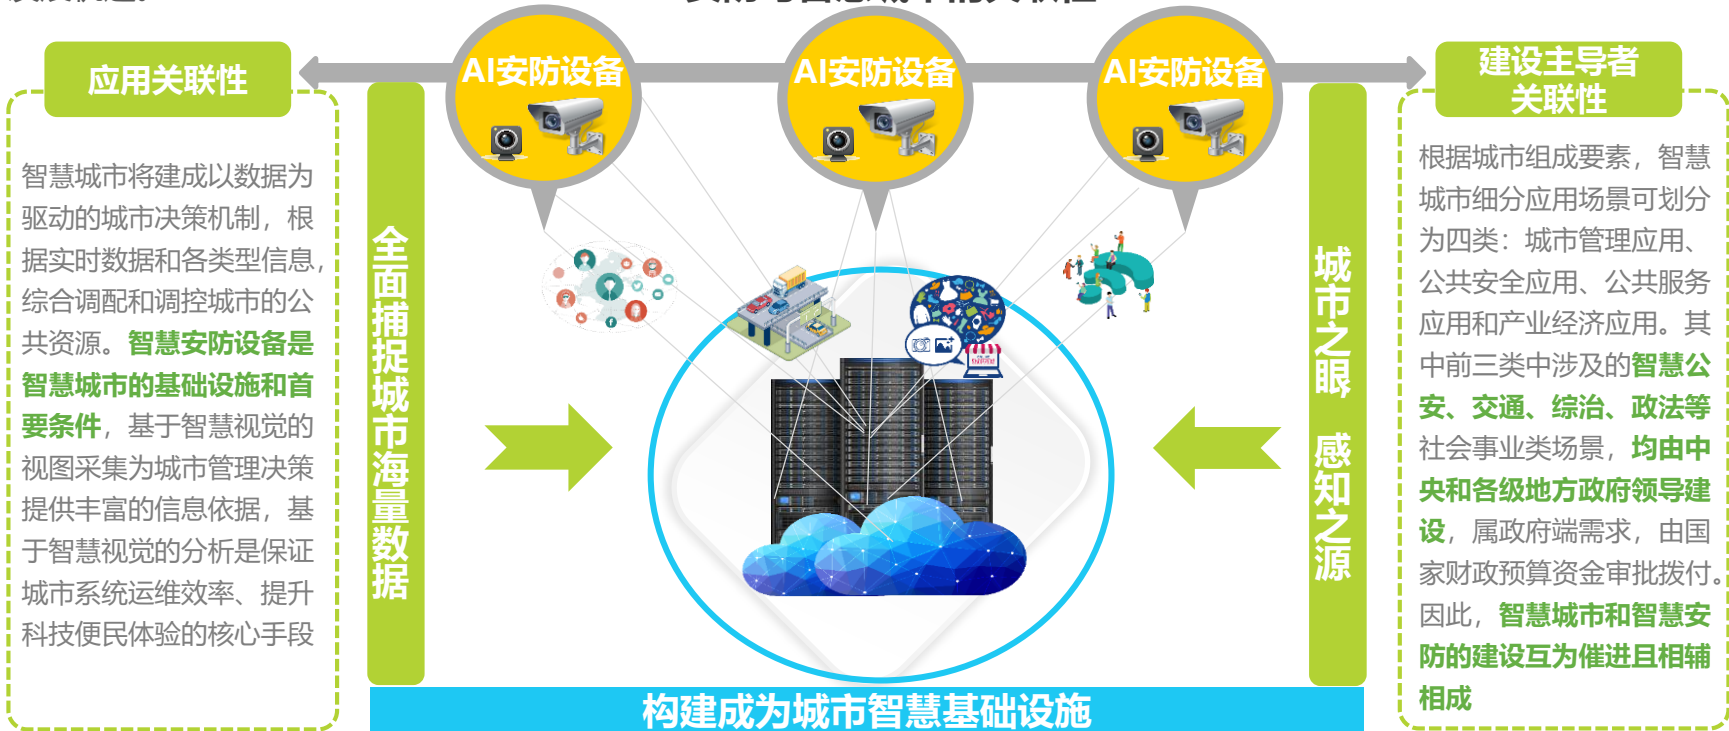 AI安防设备
AI安防设备
AI安防设备
应用关联性
智慧城市将建成以数据为
驱动的城市决策机制，根
据实时数据和各类型信息，
综合调配和调控城市的公
共资源。智慧安防设备是
智慧城市的基础设施和首
要条件，基于智慧视觉的
视图采集为城市管理决策
提供丰富的信息依据，基
于智慧视觉的分析是保证
城市系统运维效率、提升
科技便民体验的核心手段
全面捕捉城市海量数据
城市之眼 感知之源
构建成为城市智慧基础设施
建设主导者
关联性
根据城市组成要素，智慧
城市细分应用场景可划分
为四类：城市管理应用、
公共安全应用、公共服务
应用和产业经济应用。其
中前三类中涉及的智慧公
安、交通、综治、政法等
社会事业类场景，均由中
央和各级地方政府领导建
设，属政府端需求，由国
家财政预算资金审批拨付。
因此，智慧城市和智慧安
防的建设互为催进且相辅
相成